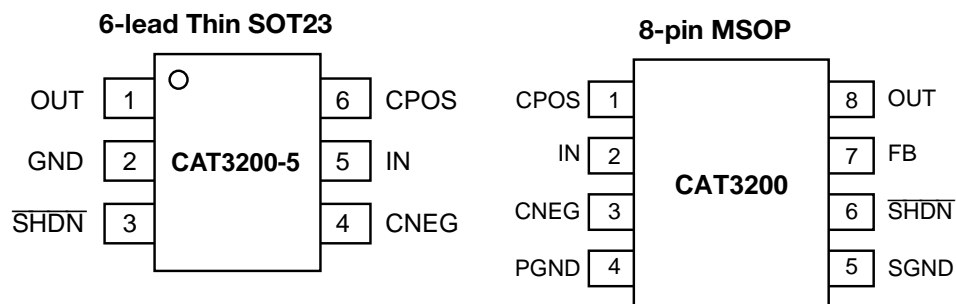 6-lead Thin SOT23
OUT 1 6 CPOS
GND 2 CAT3200-5 5 IN
SHDN 3 4 CNEG
8-pin MSOP
CPOS 1 8 OUT
IN 2 7 FB
CAT3200
CNEG 3 6 SHDN
PGND 4 5 SGND